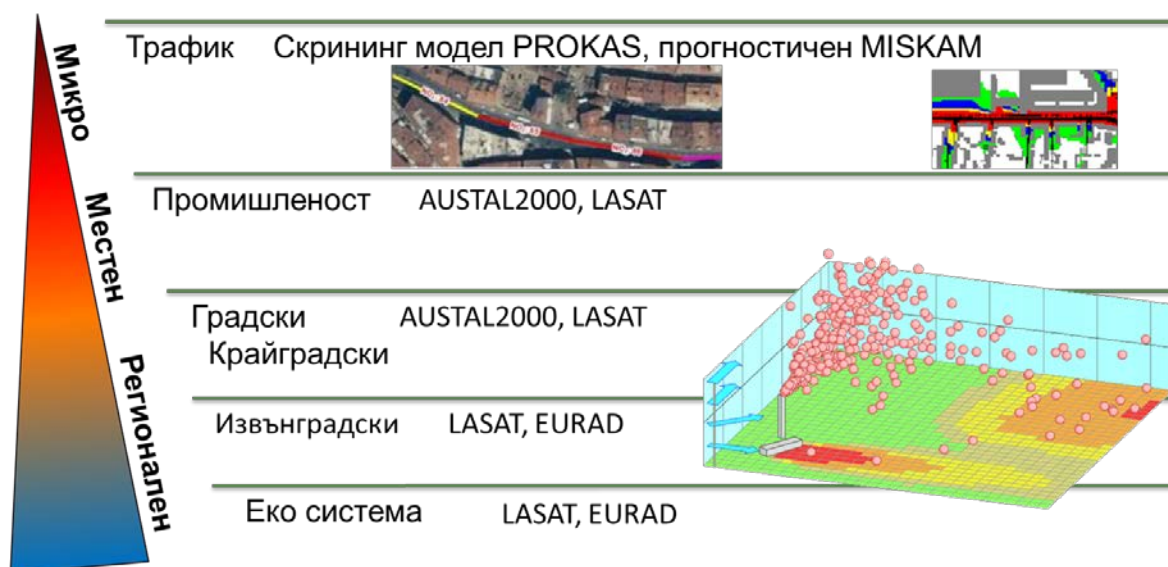 Микро
Местен
Регионален
Трафик Скрининг модел PROKAS, прогностичен MISKAM
Промишленост AUSTAL2000, LASAT
Градски AUSTAL2000, LASAT
Крайградски
Извънградски LASAT, EURAD
Еко система LASAT, EURAD